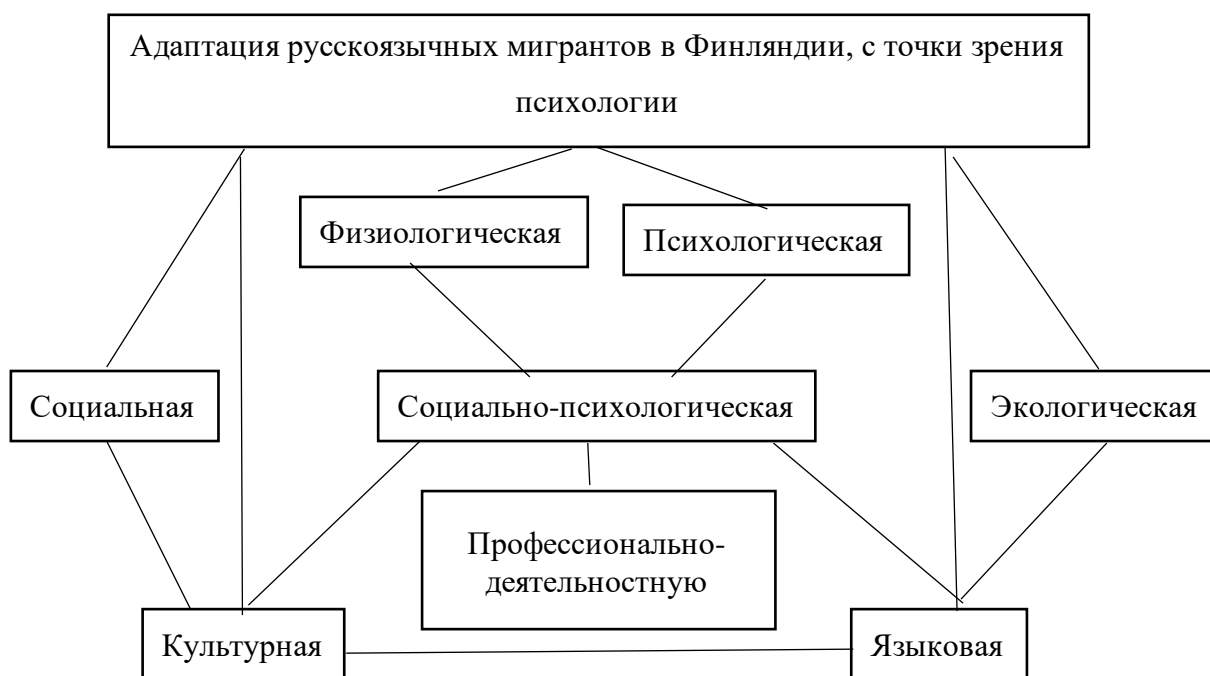 Адаптация русскоязычных мигрантов в Финляндии, с точки зрения
психологии
Физиологическая
Психологическая
Социальная
Социально-психологическая
Экологическая
Профессионально-
деятельностную
Культурная
Языковая